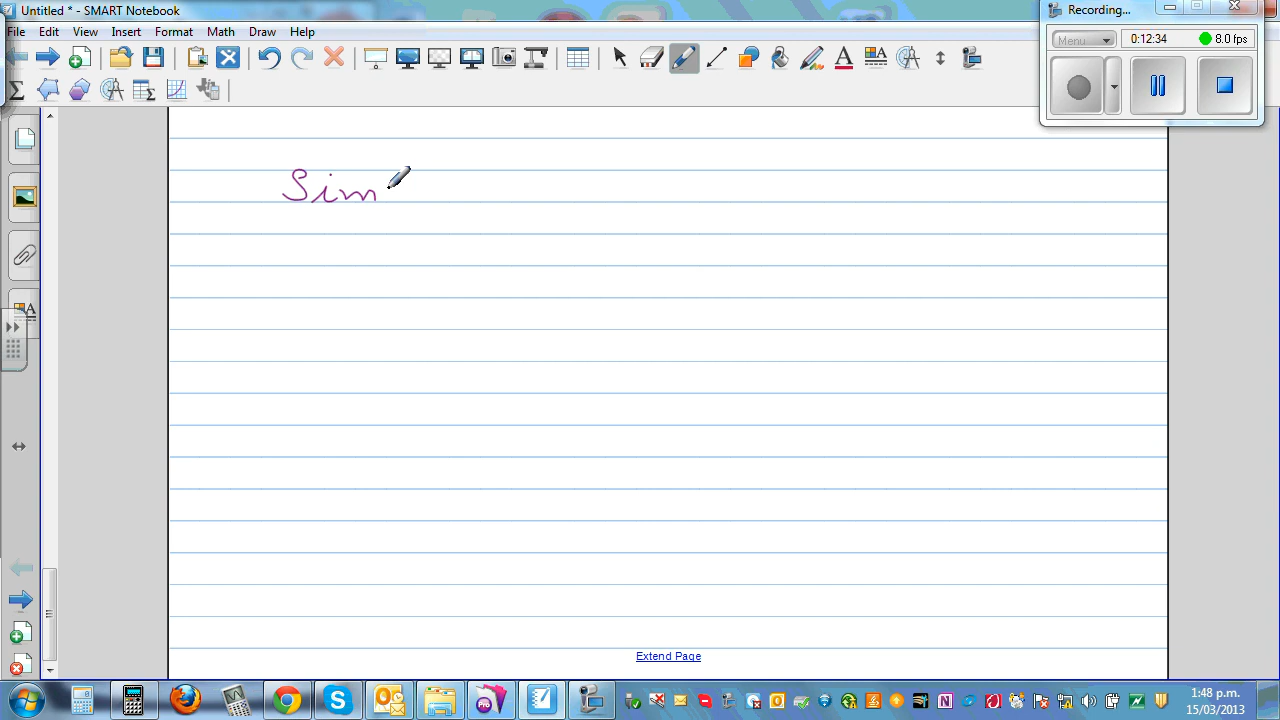 Untitled * - SMART Notebook
Recording...
File Edit View Insert Format Math Draw Help
Menu 0:12:34 8.0 fps
Sim
Extend Page
1:48 p.m.
15/03/2013